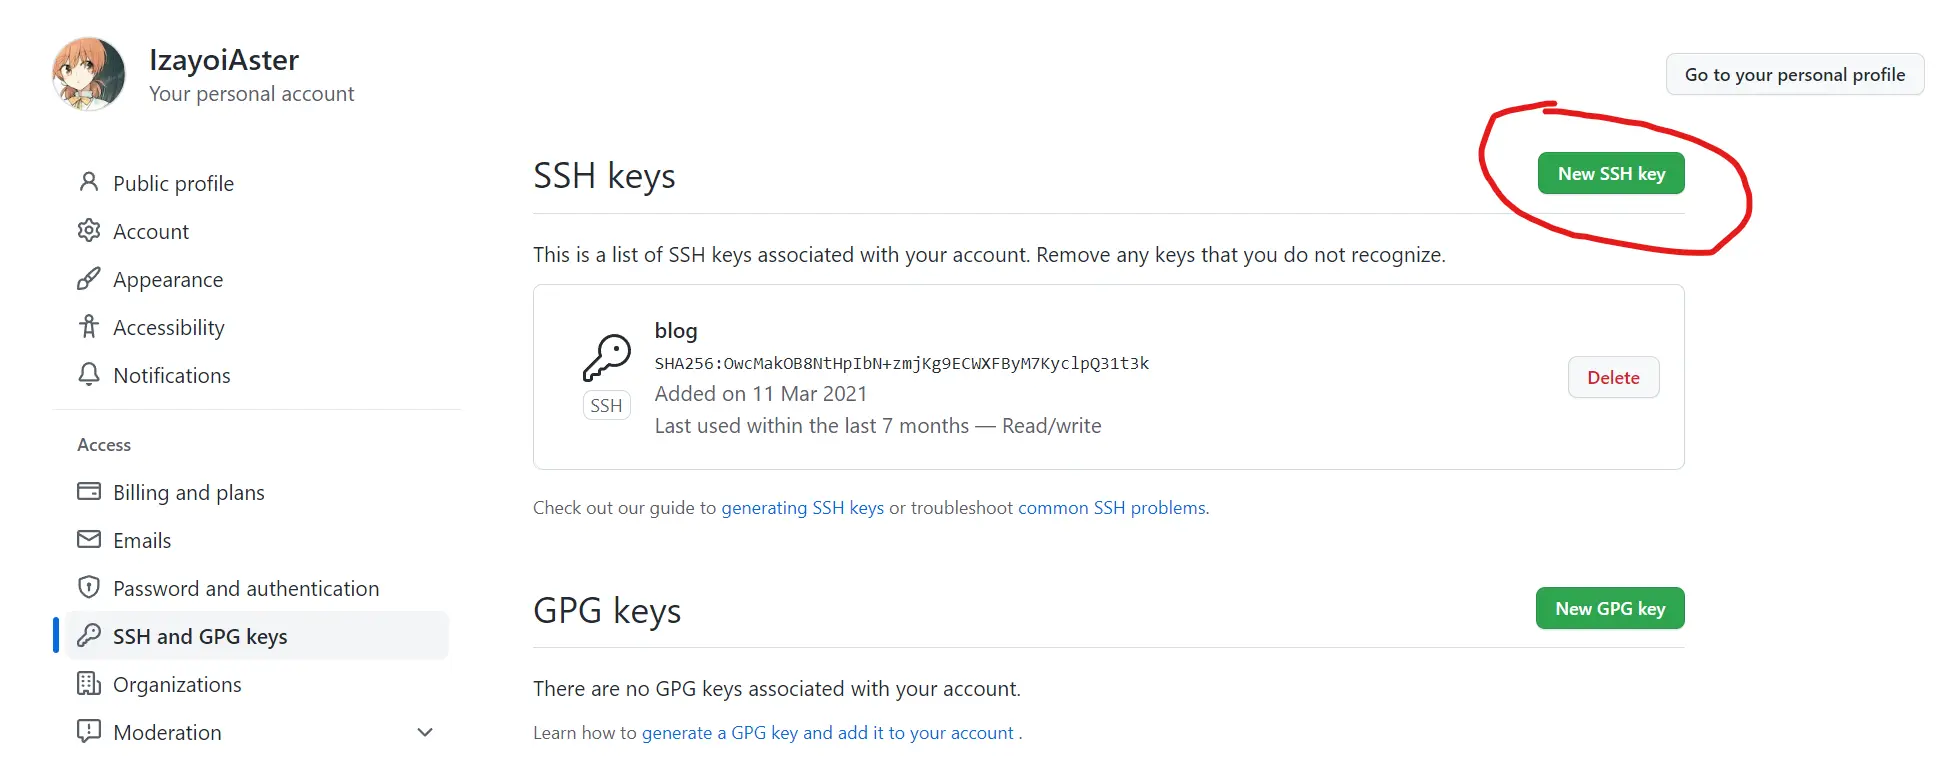 IzayoiAster
Your personal account
Go to your personal profile
Public profile
Account
Appearance
Accessibility
Notifications
Access
Billing and plans
Emails
Password and authentication
SSH and GPG keys
Organizations
Moderation
SSH keys
New SSH key
This is a list of SSH keys associated with your account. Remove any keys that you do not recognize.
blog
SHA256:OwcMakOB8NtHpIbN+zmjKg9ECWXFByM7KyclpQ31t3k
SSH
Added on 11 Mar 2021
Last used within the last 7 months — Read/write
Delete
Check out our guide to generating SSH keys or troubleshoot common SSH problems.
GPG keys
New GPG key
There are no GPG keys associated with your account.
Learn how to generate a GPG key and add it to your account .